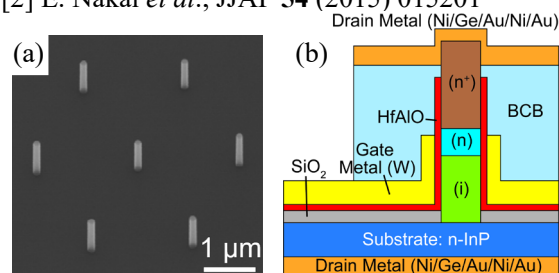 [2] E. Nakai et al., JJAP 54 (2015) 015201
Drain Metal (Ni/Ge/Au/Ni/Au)
(a)
(b)
(n⁺)
HfAlO
BCB
(n)
Gate
Metal (W)
SiO₂
(i)
1 μm
Substrate: n-InP
Drain Metal (Ni/Ge/Au/Ni/Au)